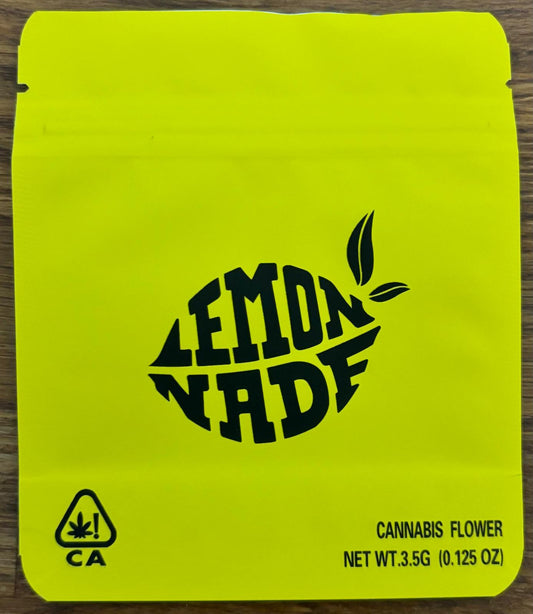 LEMON
NADE
!
CA
CANNABIS FLOWER
NET WT.3.5G (0.125 OZ)